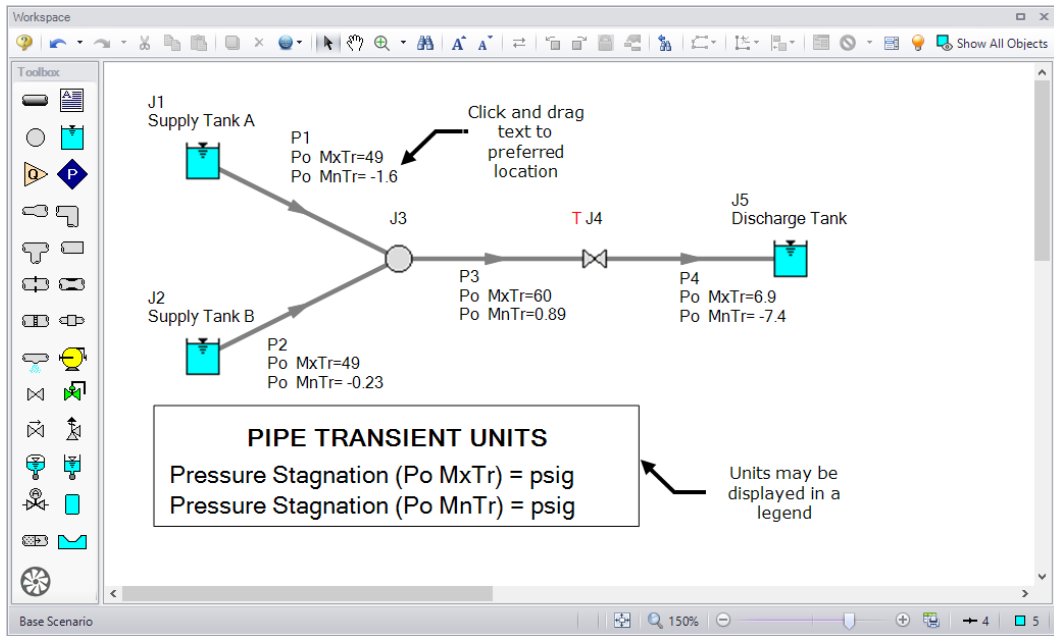 Workspace
Show All Objects
Toolbox
A
A
A
Q
P
J1
Supply Tank A
P1
Po MxTr=49
Po MnTr= -1.6
Click and drag
text to
preferred
location
J3
T J4
J5
Discharge Tank
P3
Po MxTr=60
Po MnTr=0.89
P4
Po MxTr=6.9
Po MnTr= -7.4
J2
Supply Tank B
P2
Po MxTr=49
Po MnTr= -0.23
PIPE TRANSIENT UNITS
Pressure Stagnation (Po MxTr) = psig
Pressure Stagnation (Po MnTr) = psig
Units may be
displayed in a
legend
Base Scenario
150%
4
5